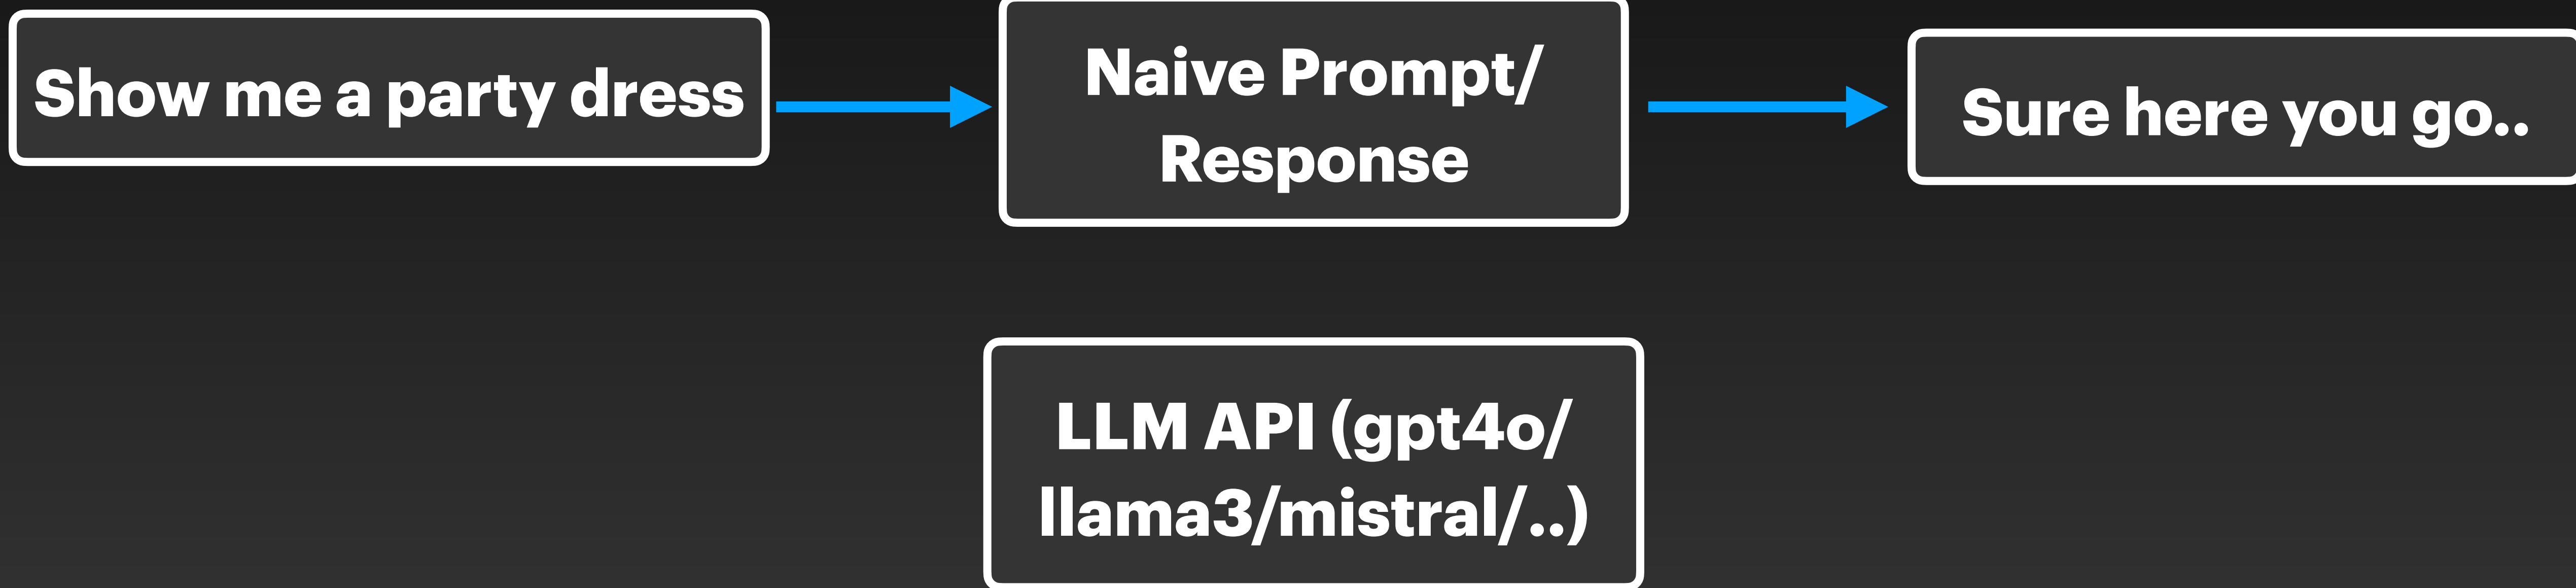 Show me a party dress
Naive Prompt/
Response
Sure here you go..
LLM API (gpt4o/
llama3/mistral/..)